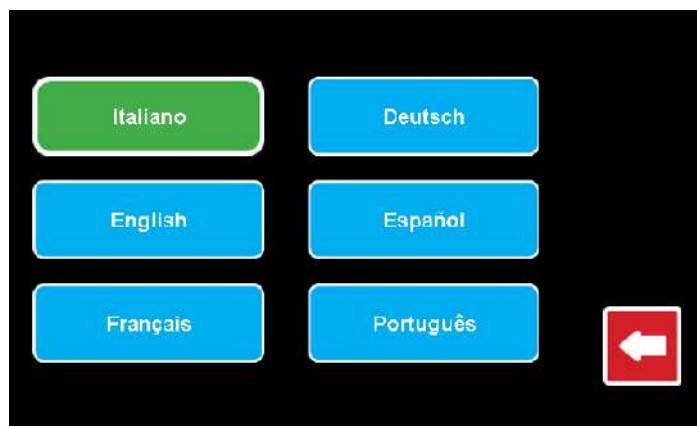 Italiano
Deutsch
English
Español
Français
Português